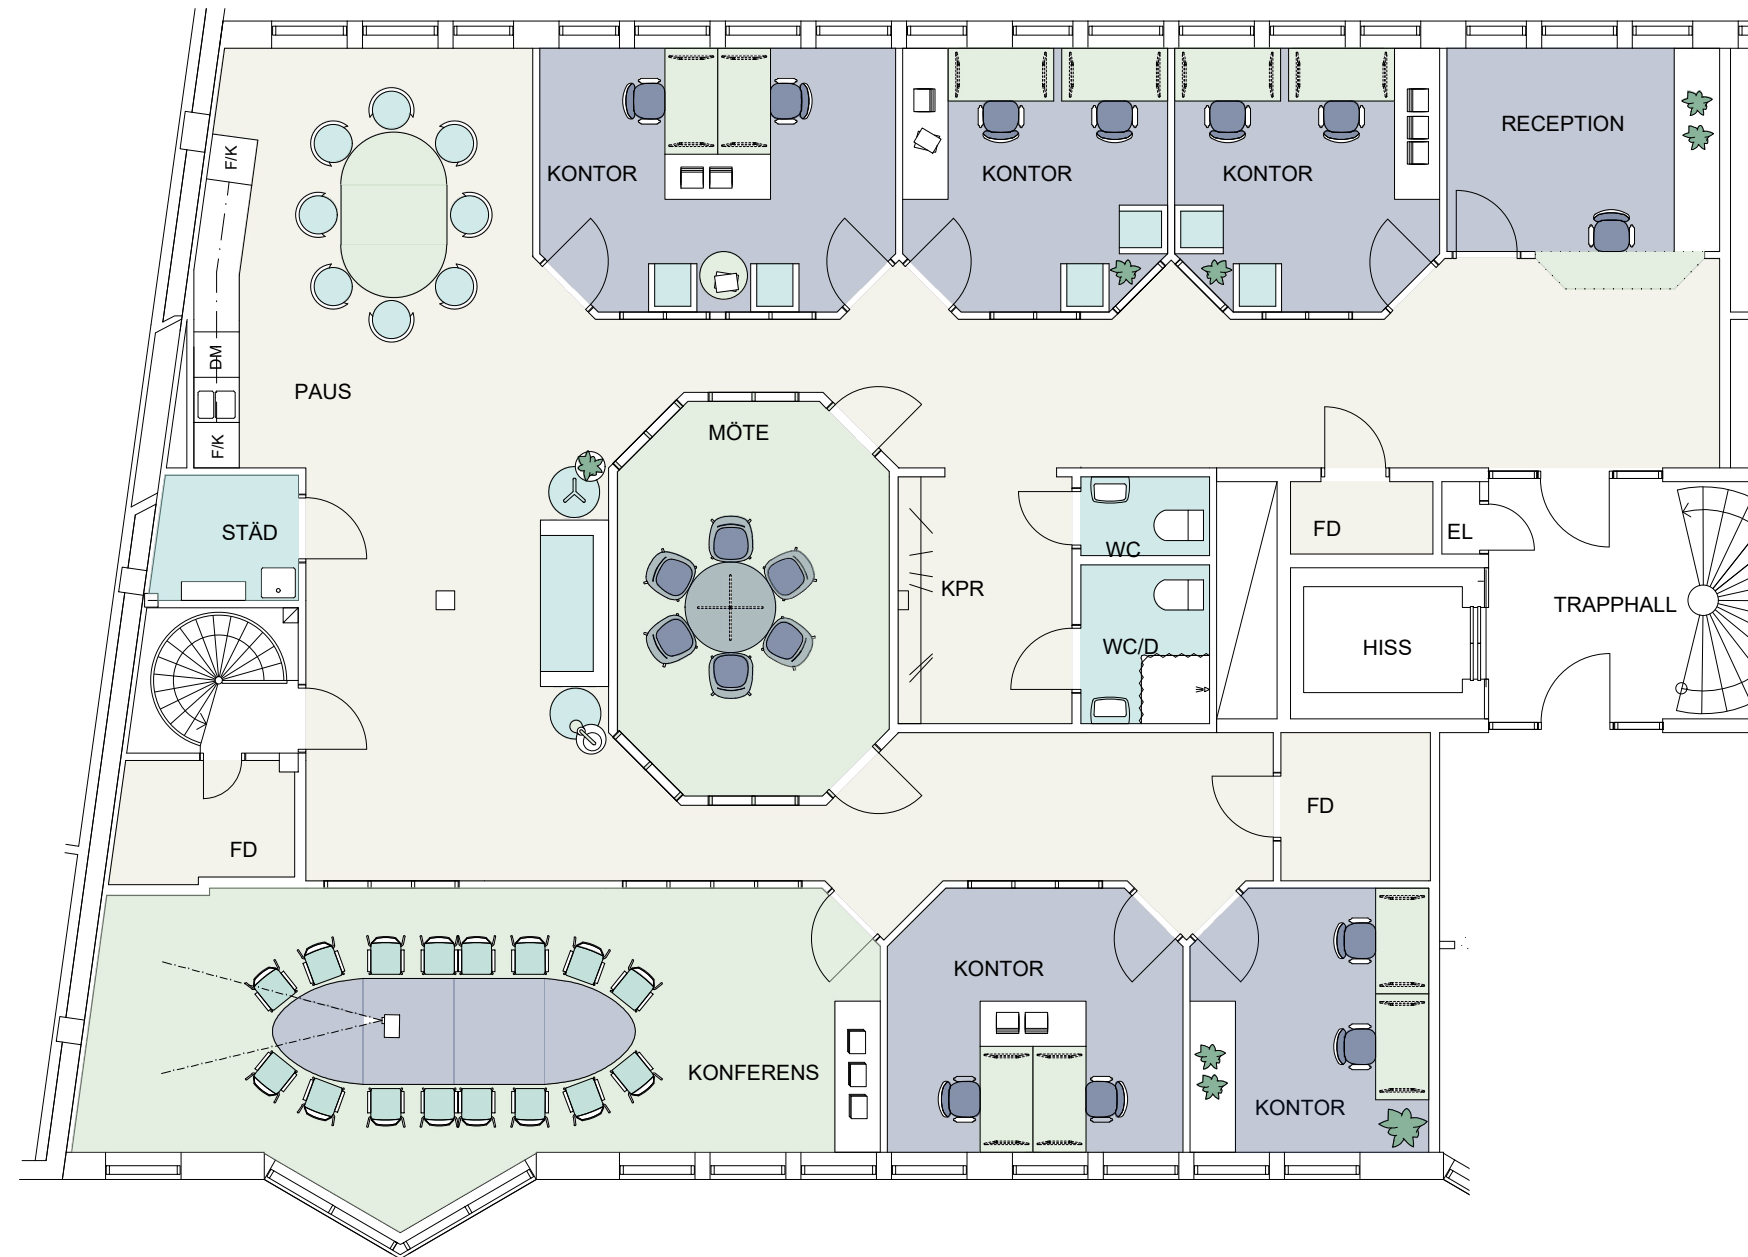 RECEPTION
F/K
KONTOR
KONTOR
KONTOR
DM
PAUS
F/K
MÖTE
STÄD
FD
EL
WC
KPR
TRAPPHALL
WC/D
HISS
FD
FD
KONTOR
KONFERENS
KONTOR